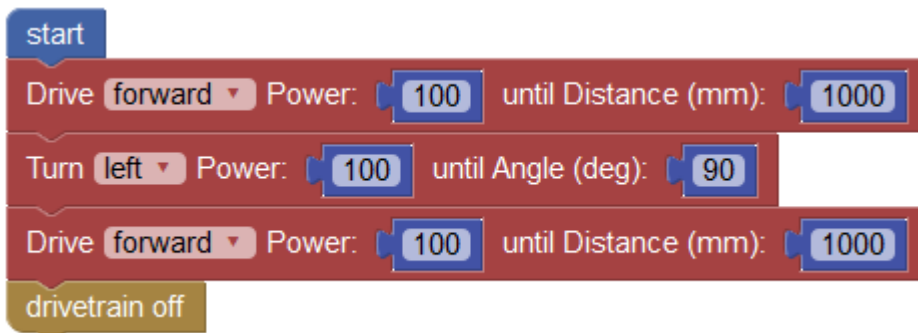 start
Drive forward Power: 100 until Distance (mm): 1000
Turn left Power: 100 until Angle (deg): 90
Drive forward Power: 100 until Distance (mm): 1000
drivetrain off